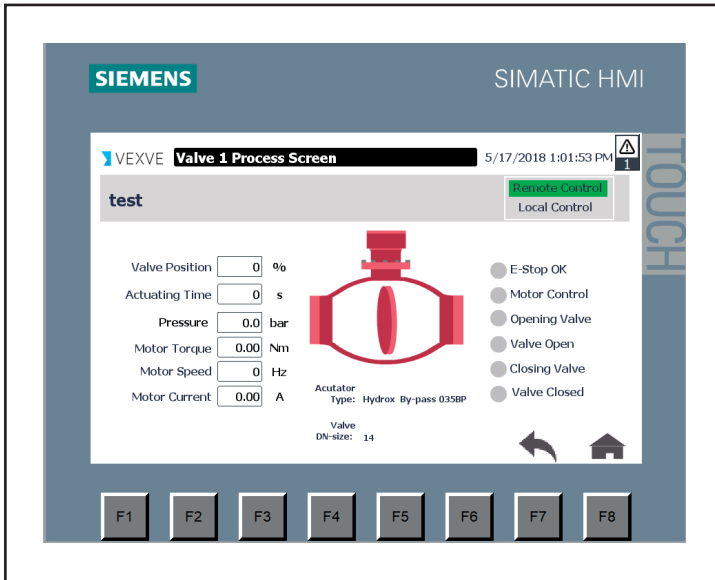 SIEMENS
SIMATIC HMI
TOUCH
VEXVE Valve 1 Process Screen 5/17/2018 1:01:53 PM 1
test
Remote Control
Local Control
Valve Position 0 %
Actuating Time 0 s
Pressure 0.0 bar
Motor Torque 0.00 Nm
Motor Speed 0 Hz
Motor Current 0.00 A
Acutator
Type: Hydrox By-pass 035BP
Valve
DN-size: 14
E-Stop OK
Motor Control
Opening Valve
Valve Open
Closing Valve
Valve Closed
F1 F2 F3 F4 F5 F6 F7 F8